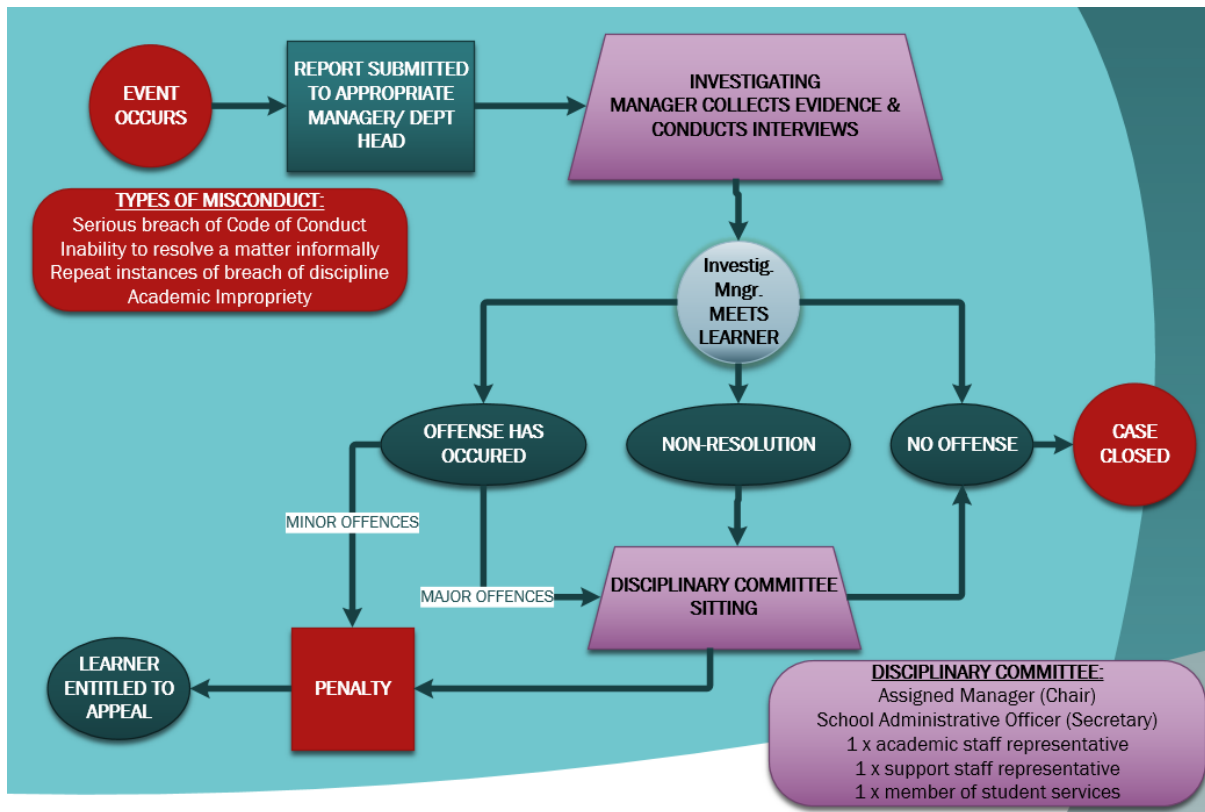 EVENT
OCCURS
REPORT SUBMITTED
TO APPROPRIATE
MANAGER/ DEPT
HEAD
INVESTIGATING
MANAGER COLLECTS EVIDENCE &
CONDUCTS INTERVIEWS
TYPES OF MISCONDUCT:
Serious breach of Code of Conduct
Inability to resolve a matter informally
Repeat instances of breach of discipline
Academic Impropriety
Investig.
Mngr.
MEETS
LEARNER
OFFENSE HAS
OCCURED
NON-RESOLUTION
NO OFFENSE
CASE
CLOSED
MINOR OFFENCES
MAJOR OFFENCES
DISCIPLINARY COMMITTEE
SITTING
LEARNER
ENTITLED TO
APPEAL
PENALTY
DISCIPLINARY COMMITTEE:
Assigned Manager (Chair)
School Administrative Officer (Secretary)
1 x academic staff representative
1 x support staff representative
1 x member of student services